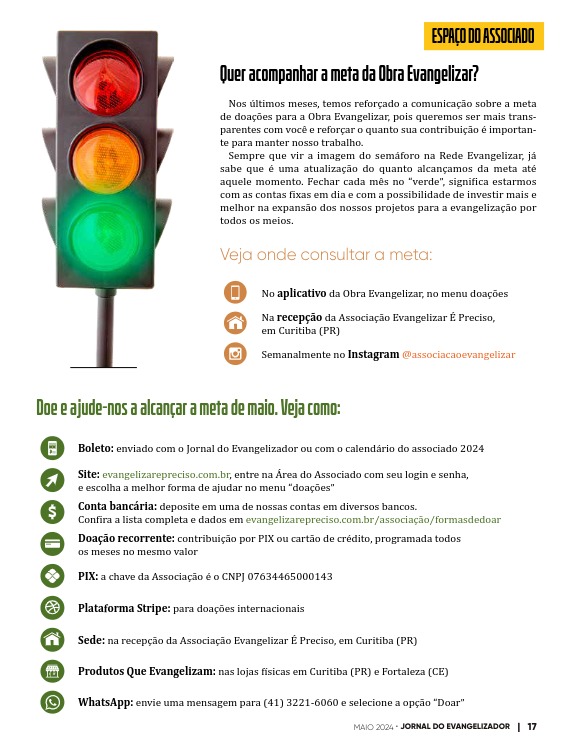 ESPAÇO DO ASSOCIADO
Quer acompanhar a meta da Obra Evangelizar?
Nos últimos meses, temos reforçado a comunicação sobre a meta
de doações para a Obra Evangelizar, pois queremos ser mais trans-
parentes com você e reforçar o quanto sua contribuição é importan-
te para manter nosso trabalho.
Sempre que vir a imagem do semáforo na Rede Evangelizar, já
sabe que é uma atualização do quanto alcançamos da meta até
aquele momento. Fechar cada mês no “verde”, significa estarmos
com as contas fixas em dia e com a possibilidade de investir mais e
melhor na expansão dos nossos projetos para a evangelização por
todos os meios.
Veja onde consultar a meta:
No aplicativo da Obra Evangelizar, no menu doações
Na recepção da Associação Evangelizar É Preciso,
em Curitiba (PR)
Semanalmente no Instagram @associacaoevangelizar
Doe e ajude-nos a alcançar a meta de maio. Veja como:
Boleto: enviado com o Jornal do Evangelizador ou com o calendário do associado 2024
Site: evangelizarepreciso.com.br, entre na Área do Associado com seu login e senha,
e escolha a melhor forma de ajudar no menu “doações”
Conta bancária: deposite em uma de nossas contas em diversos bancos.
Confira a lista completa e dados em evangelizarepreciso.com.br/associação/formasdedoar
Doação recorrente: contribuição por PIX ou cartão de crédito, programada todos
os meses no mesmo valor
PIX: a chave da Associação é o CNPJ 07634465000143
Plataforma Stripe: para doações internacionais
Sede: na recepção da Associação Evangelizar É Preciso, em Curitiba (PR)
Produtos Que Evangelizam: nas lojas físicas em Curitiba (PR) e Fortaleza (CE)
WhatsApp: envie uma mensagem para (41) 3221-6060 e selecione a opção “Doar”
MAIO 2024 • JORNAL DO EVANGELIZADOR | 17